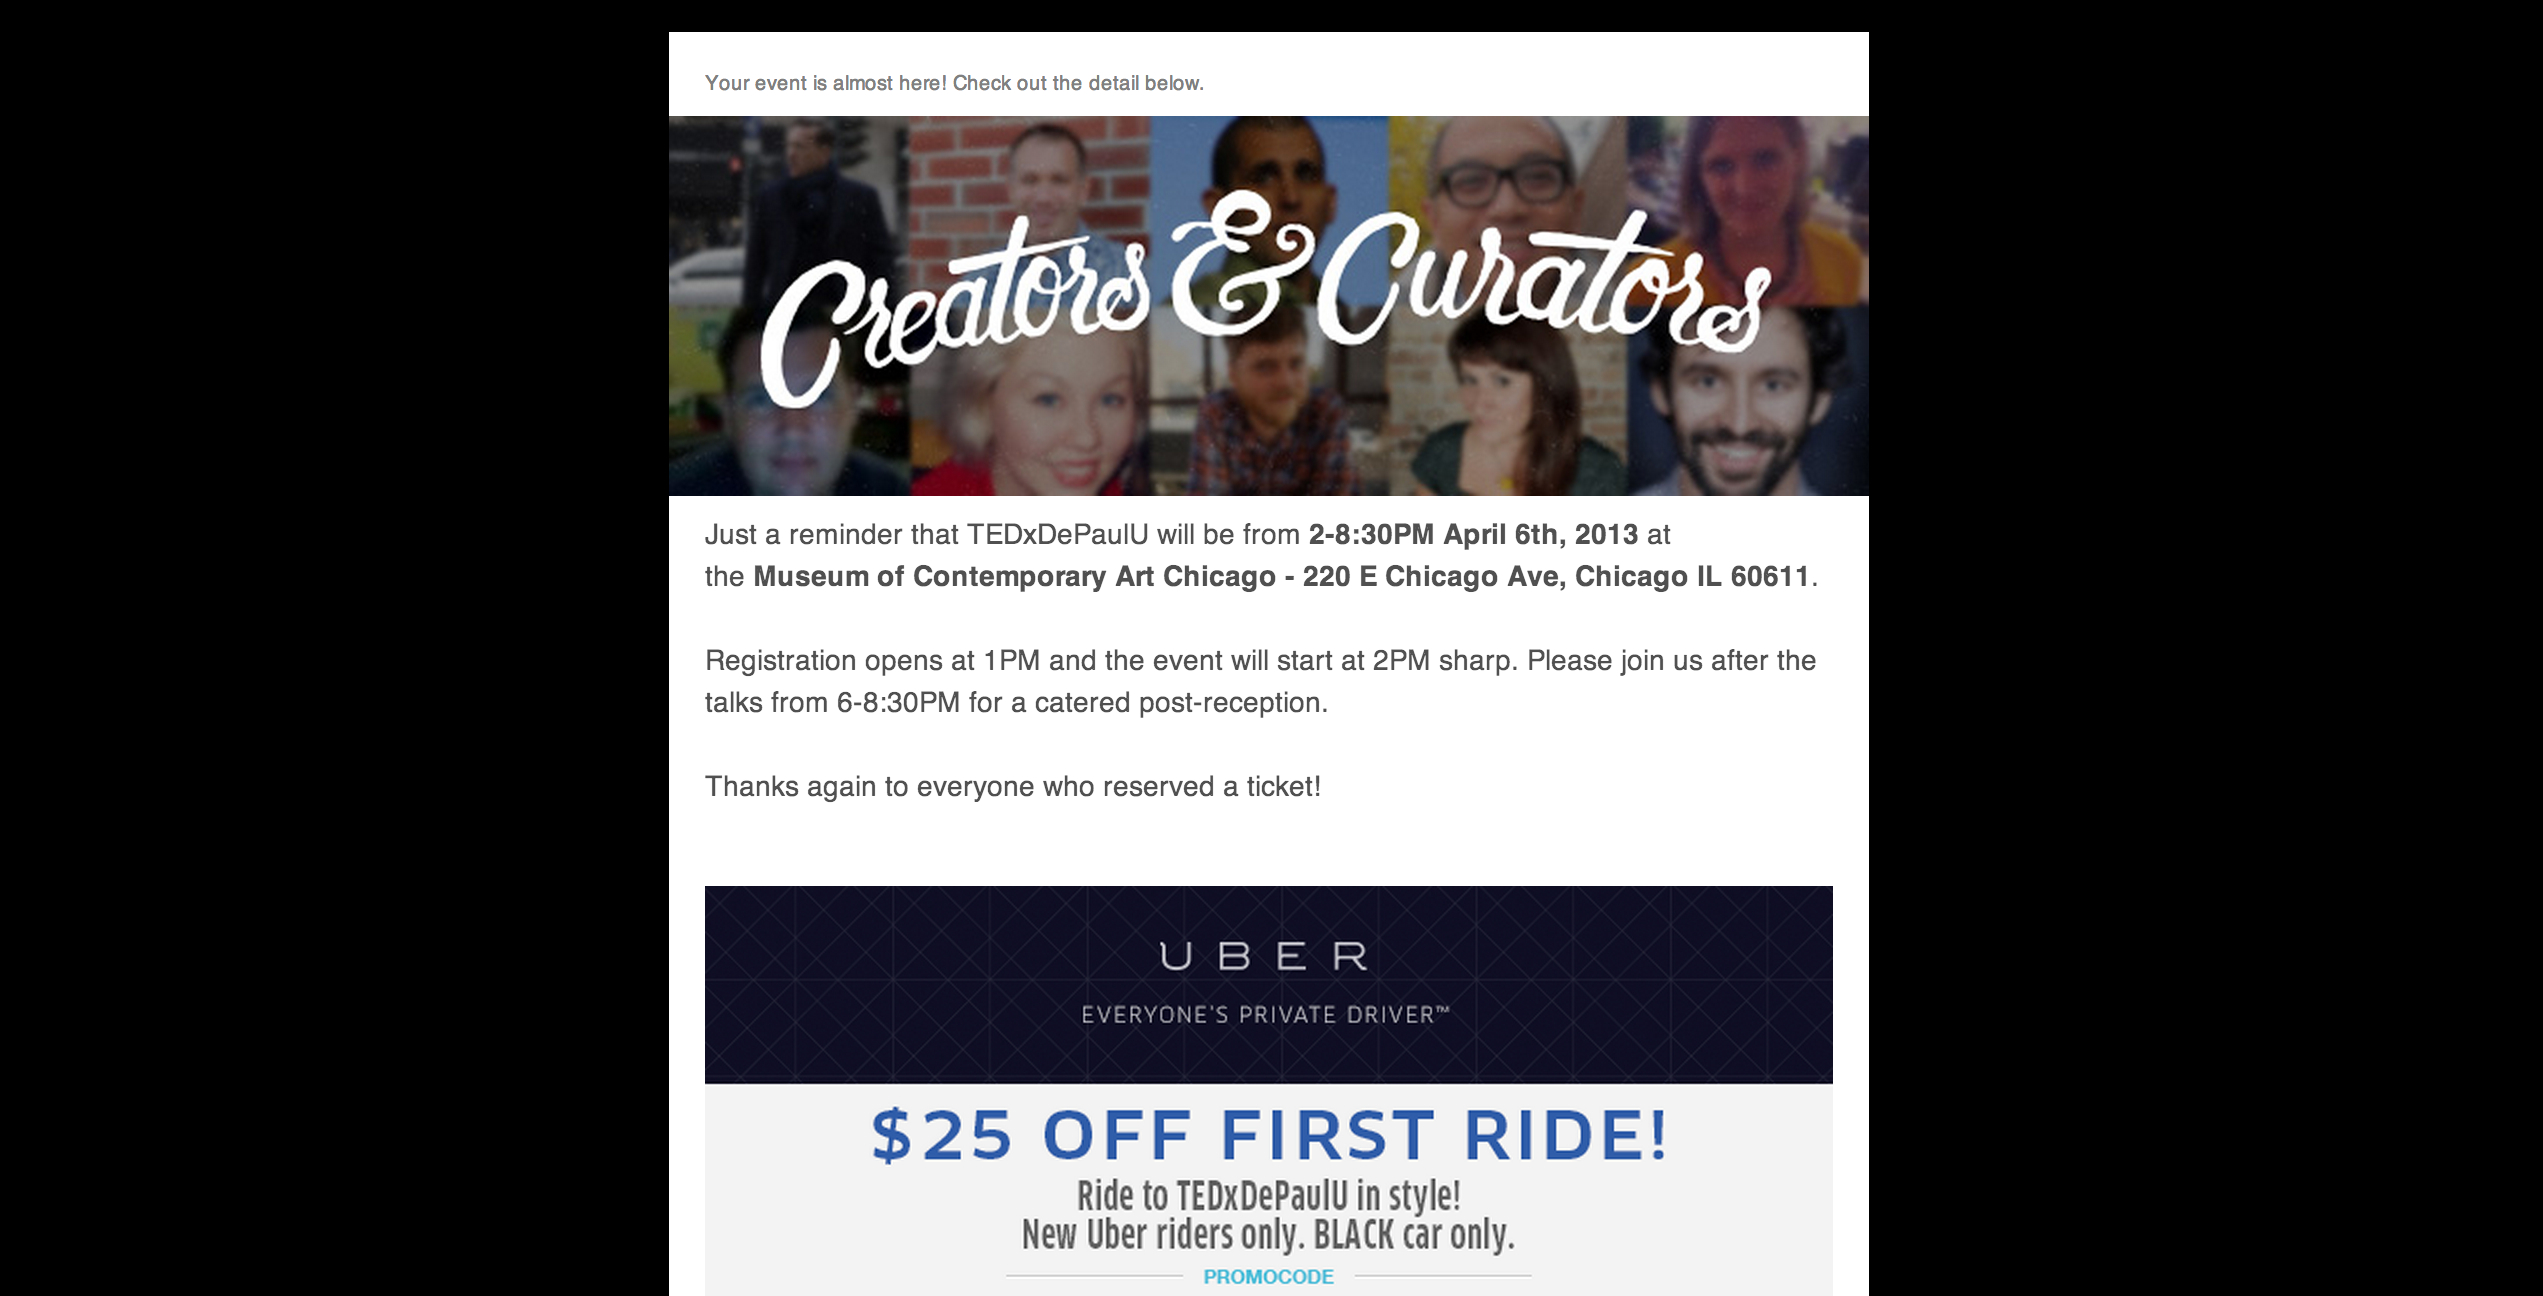 Your event is almost here! Check out the detail below.
Creators & Curators
Just a reminder that TEDxDePaulU will be from 2-8:30PM April 6th, 2013 at
the Museum of Contemporary Art Chicago - 220 E Chicago Ave, Chicago IL 60611.
Registration opens at 1PM and the event will start at 2PM sharp. Please join us after the
talks from 6-8:30PM for a catered post-reception.
Thanks again to everyone who reserved a ticket!
UBER
EVERYONE'S PRIVATE DRIVER™
$25 OFF FIRST RIDE!
Ride to TEDxDePaulU in style!
New Uber riders only. BLACK car only.
PROMOCODE